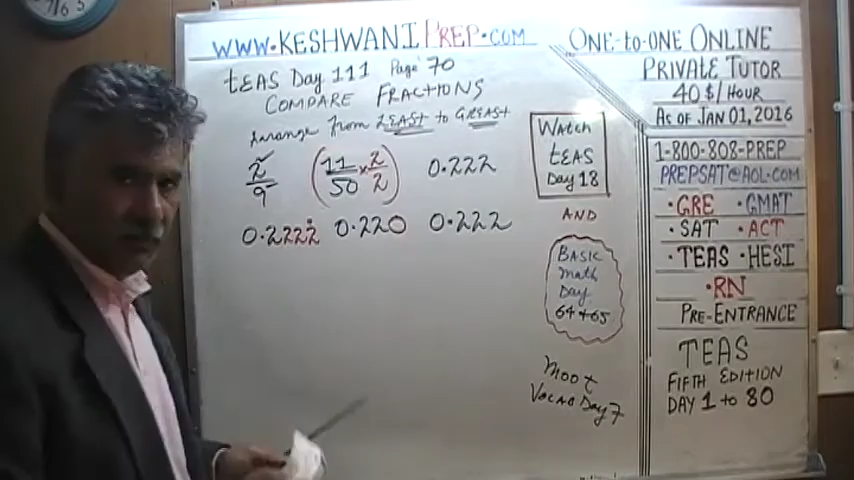 WWW.KESHWANIPREP.COM
TEAS Day 111 Page 70
COMPARE FRACTIONS
Arrange from LEAST to GREAST
2/9 (11/50 × 2/2) 0.222
0.2222 0.220 0.222
WATCH
TEAS
Day 18
AND
BASIC
math
Day
64+65
moot
VOCAB Day 7
ONE-to-ONE ONLINE
PRIVATE TUTOR
40$/HOUR
AS OF JAN 01, 2016
1-800-808-PREP
PREPSAT@AOL.COM
•GRE •GMAT
•SAT •ACT
•TEAS •HESI
•RN
PRE-ENTRANCE
TEAS
FIFTH EDITION
DAY 1 to 80